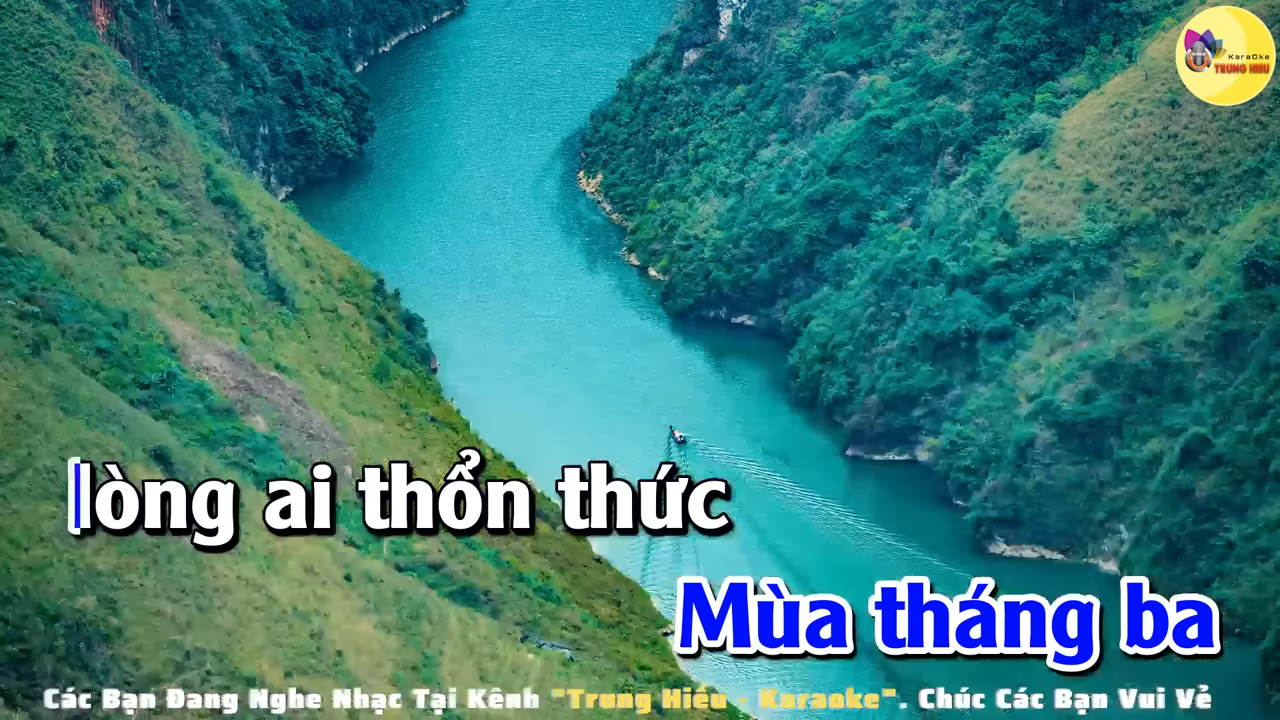 KaraOke
TRUNG HIẾU
lòng ai thổn thức
Mùa tháng ba
Các Bạn Đang Nghe Nhạc Tại Kênh "Trung Hiếu - Karaoke". Chúc Các Bạn Vui Vẻ